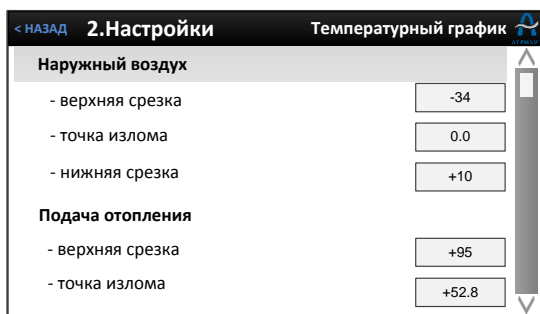 < НАЗАД 2.Настройки Температурный график
АТРИБУ
Наружный воздух
- верхняя срезка -34
- точка излома 0.0
- нижняя срезка +10
Подача отопления
- верхняя срезка +95
- точка излома +52.8